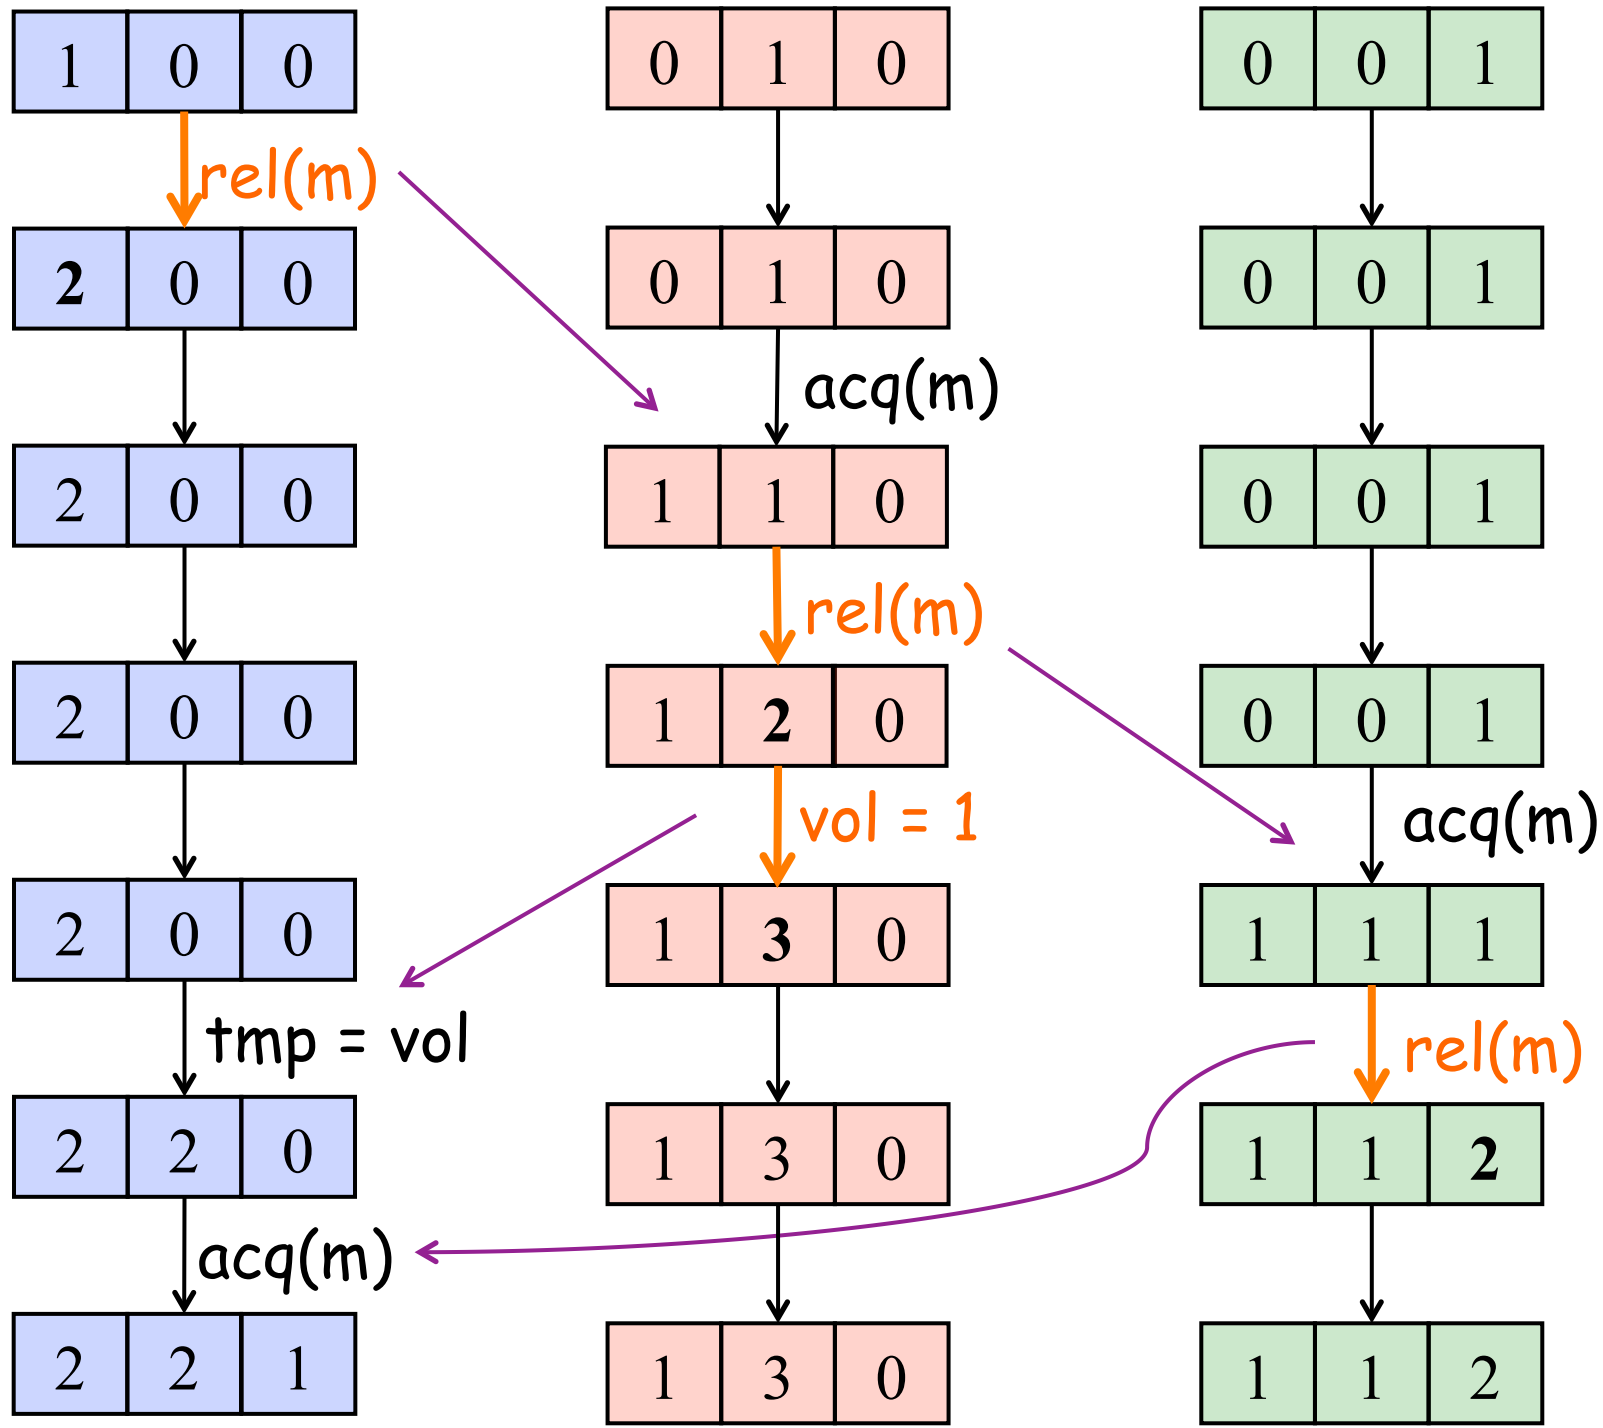 1 0 0 0 1 0 0 0 1
rel(m)
2 0 0 0 1 0 0 0 1
acq(m)
2 0 0 1 1 0 0 0 1
rel(m)
2 0 0 1 2 0 0 0 1
vol = 1 acq(m)
2 0 0 1 3 0 1 1 1
tmp = vol rel(m)
2 2 0 1 3 0 1 1 2
acq(m)
2 2 1 1 3 0 1 1 2